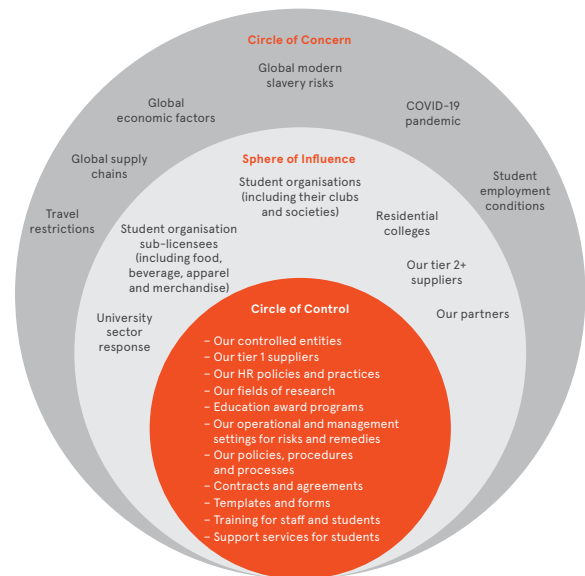 Circle of Concern
Global modern
slavery risks
Global
economic factors
COVID-19
pandemic
Global supply
chains
Student
employment
conditions
Travel
restrictions
Sphere of Influence
Student organisations
(including their clubs
and societies)
Residential
colleges
Student organisation
sub-licensees
(including food,
beverage, apparel
and merchandise)
Our tier 2+
suppliers
University
sector
response
Our partners
Circle of Control
– Our controlled entities
– Our tier 1 suppliers
– Our HR policies and practices
– Our fields of research
– Education award programs
– Our operational and management
settings for risks and remedies
– Our policies, procedures
and processes
– Contracts and agreements
– Templates and forms
– Training for staff and students
– Support services for students